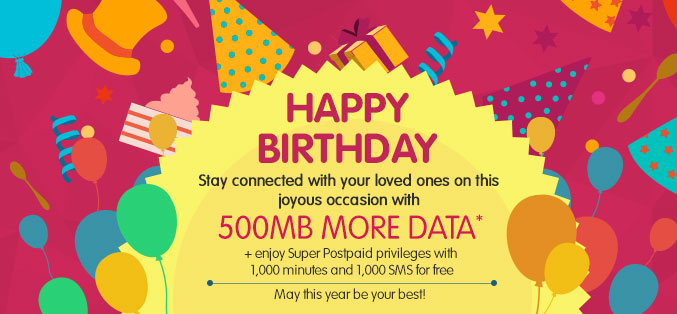 HAPPY
BIRTHDAY
Stay connected with your loved ones on this
joyous occasion with
500MB MORE DATA*
+ enjoy Super Postpaid privileges with
1,000 minutes and 1,000 SMS for free
May this year be your best!